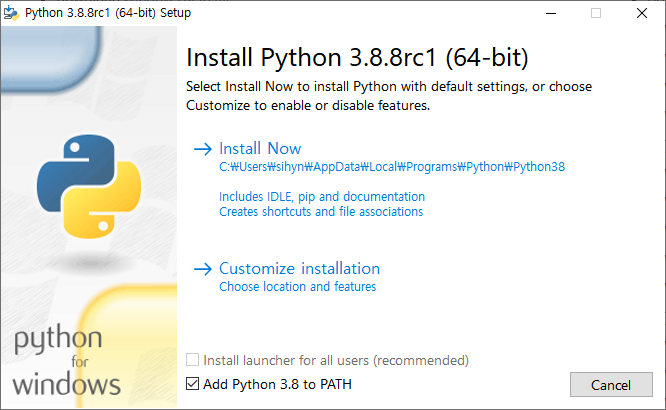 Python 3.8.8rc1 (64-bit) Setup
Install Python 3.8.8rc1 (64-bit)
Select Install Now to install Python with default settings, or choose
Customize to enable or disable features.
Install Now
C:₩Users₩sihyn₩AppData₩Local₩Programs₩Python₩Python38
Includes IDLE, pip and documentation
Creates shortcuts and file associations
Customize installation
Choose location and features
python
for
windows
Install launcher for all users (recommended)
Add Python 3.8 to PATH
Cancel